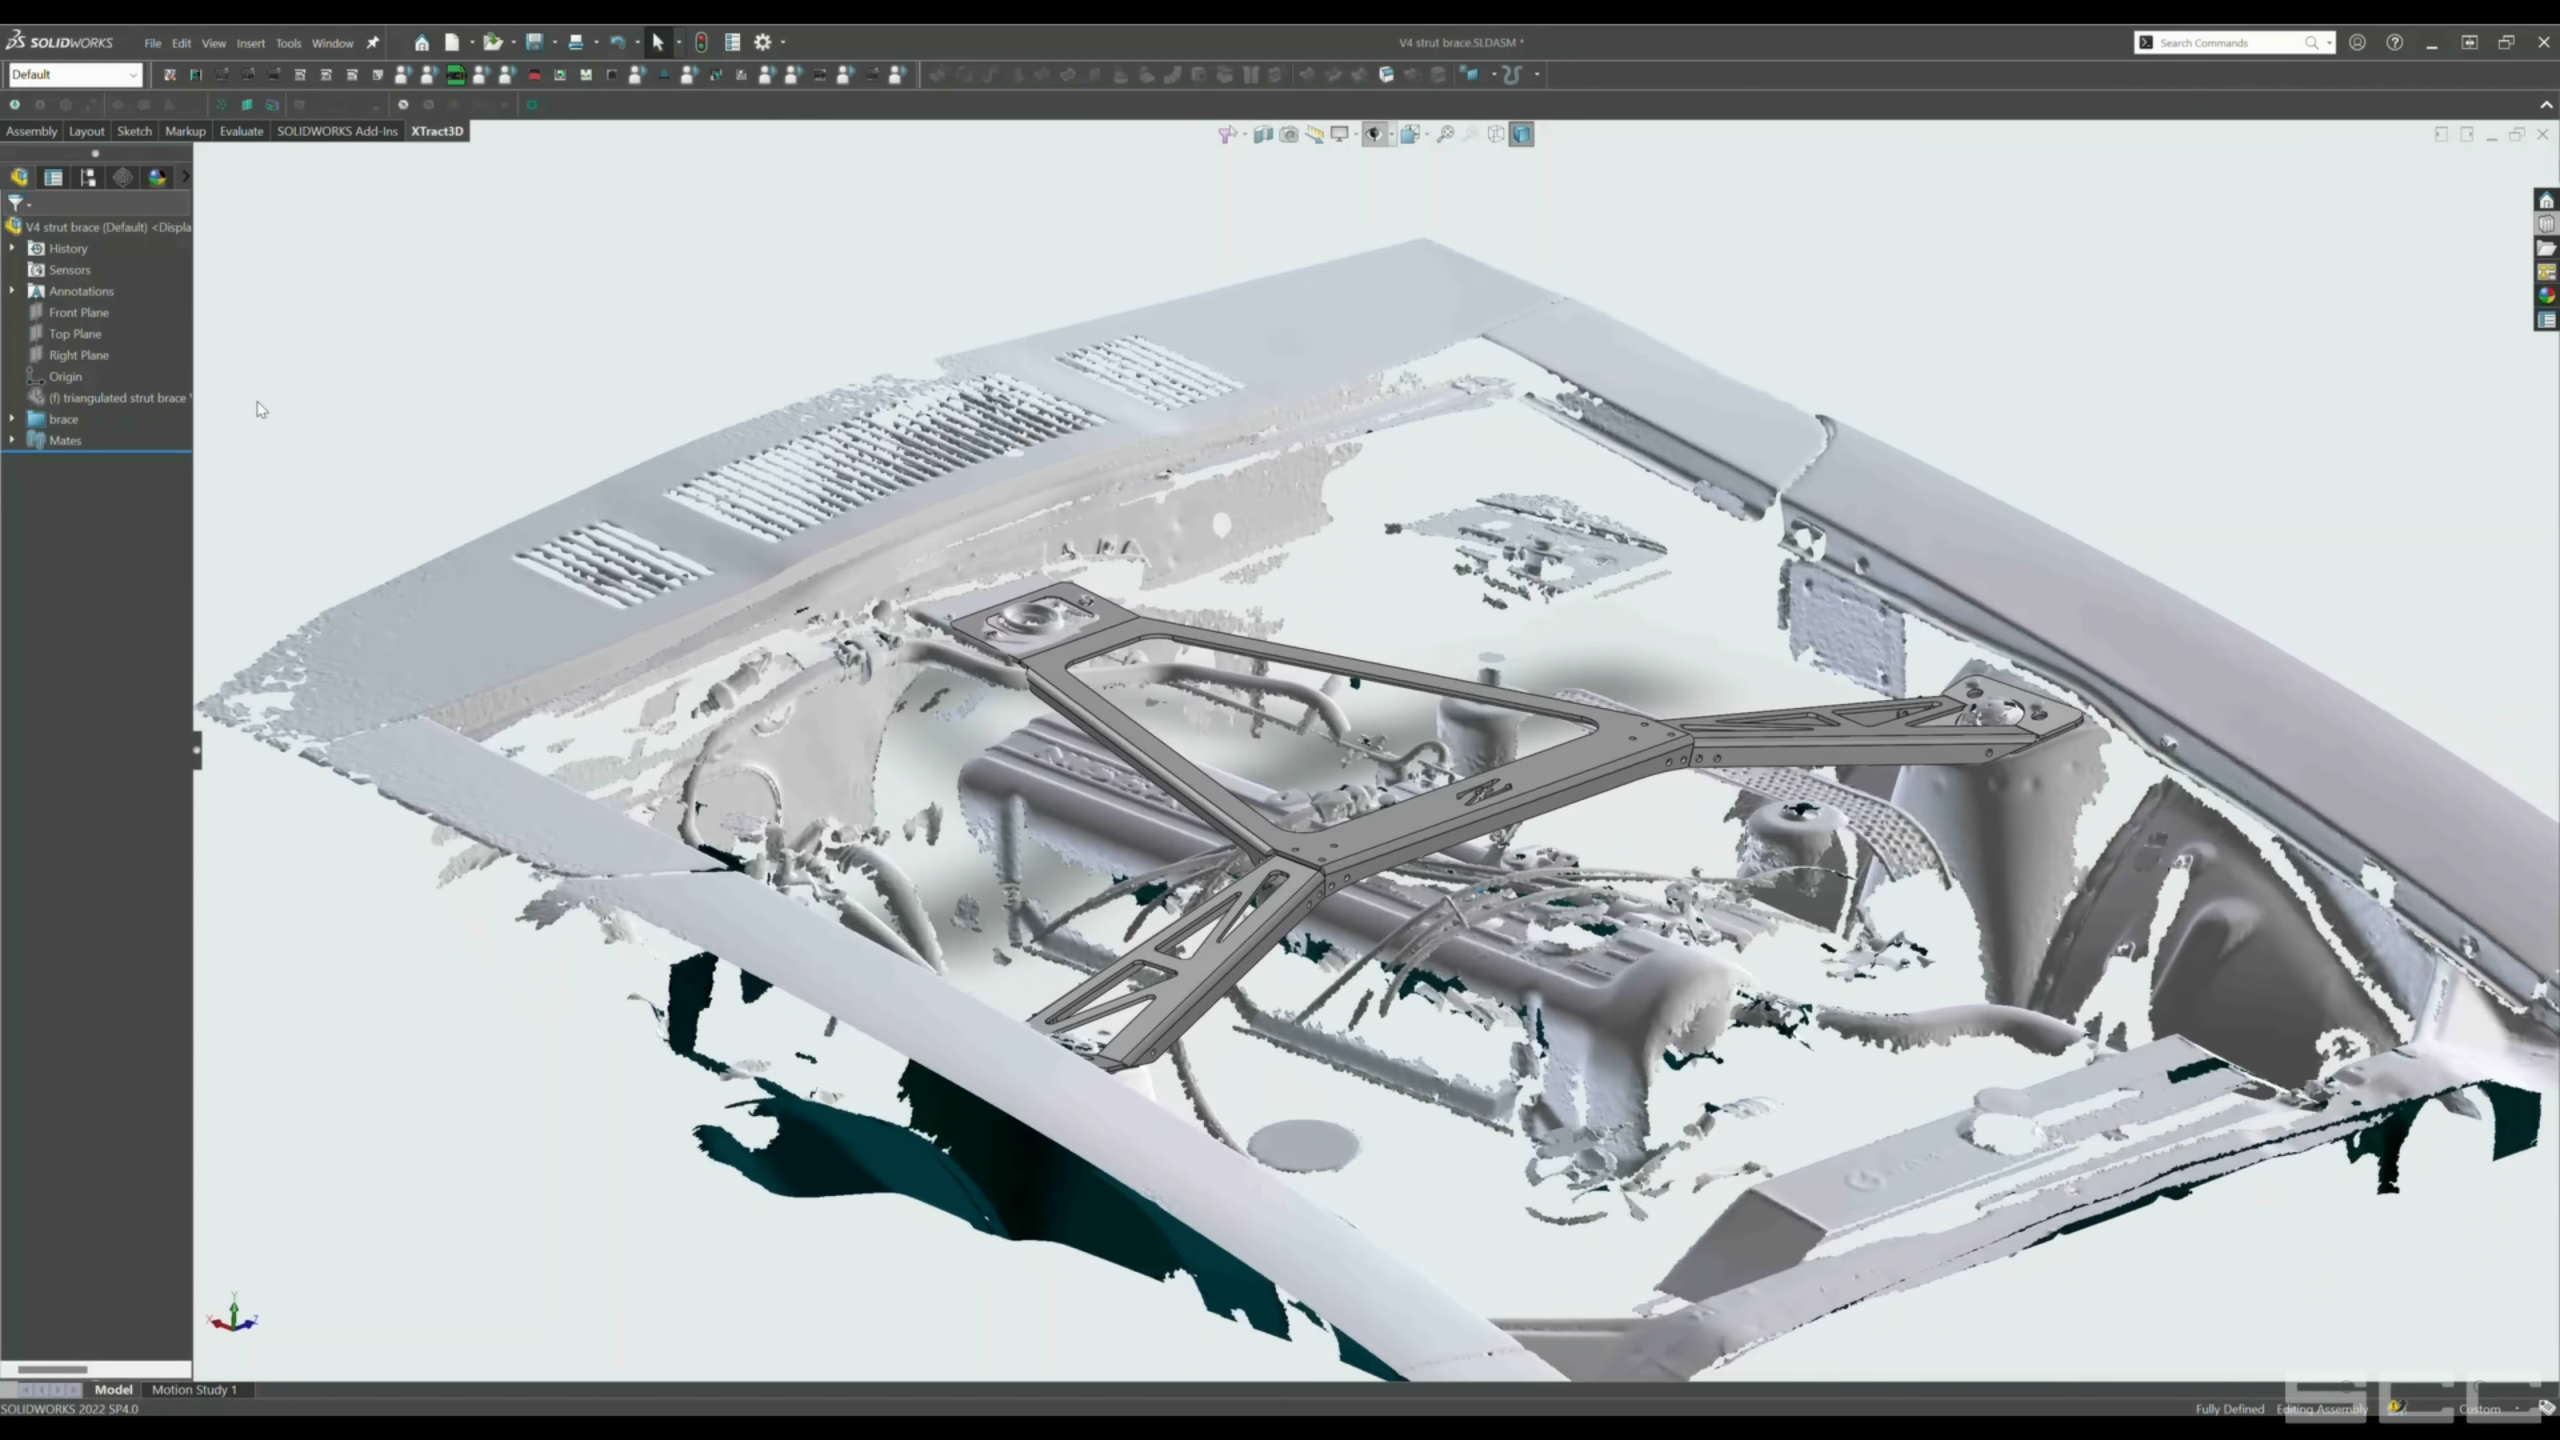 SOLIDWORKS File Edit View Insert Tools Window V4 strut brace.SLDASM * Search Commands
Default
Assembly Layout Sketch Markup Evaluate SOLIDWORKS Add-Ins XTract3D
V4 strut brace (Default) <Displa
History
Sensors
Annotations
Front Plane
Top Plane
Right Plane
Origin
(f) triangulated strut brace
brace
Mates
Y
X
Z
Model Motion Study 1
SOLIDWORKS 2022 SP4.0 Fully Defined Editing Assembly Custom
SCC